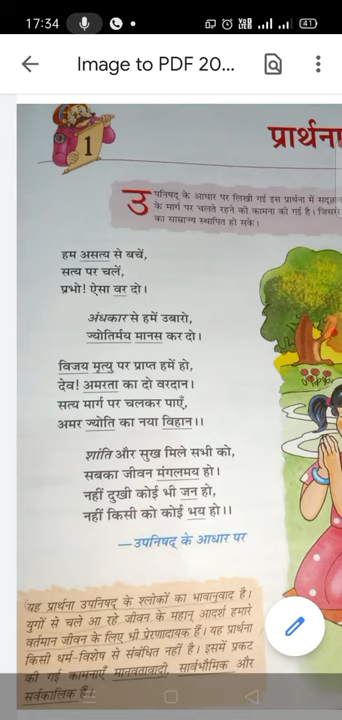 17:34
VoD
LTE
41
Image to PDF 20...
1
प्रार्थना
उपनिषद् के आधार पर लिखी गई इस प्रार्थना में सद्ज्ञा
के मार्ग पर चलते रहने की कामना की गई है। जिसस
का साम्राज्य स्थापित हो सके।
हम असत्य से बचें,
सत्य पर चलें,
प्रभो! ऐसा वर दो।
अंधकार से हमें उबारो,
ज्योतिर्मय मानस कर दो।
विजय मृत्यु पर प्राप्त हमें हो,
देव! अमरता का दो वरदान।
सत्य मार्ग पर चलकर पाएँ,
अमर ज्योति का नया विहान।।
शांति और सुख मिले सभी को,
सबका जीवन मंगलमय हो।
नहीं दुखी कोई भी जन हो,
नहीं किसी को कोई भय हो।।
—उपनिषद् के आधार पर
यह प्रार्थना उपनिषद् के श्लोकों का भावानुवाद है।
युगों से चले आ रहे जीवन के महान् आदर्श हमारे
वर्तमान जीवन के लिए भी प्रेरणादायक हैं। यह प्रार्थना
किसी धर्म-विशेष से संबंधित नहीं है। इसमें प्रकट
की गई कामनाएँ मानवतावादी, सार्वभौमिक और
सर्वकालिक हैं।